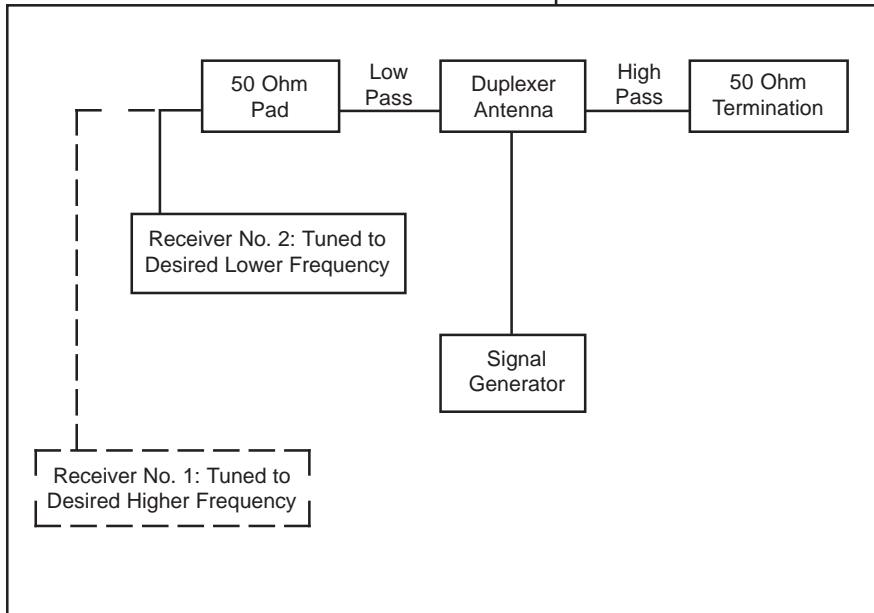 50 Ohm
Pad
Low
Pass
Duplexer
Antenna
High
Pass
50 Ohm
Termination
Receiver No. 2: Tuned to
Desired Lower Frequency
Signal
Generator
Receiver No. 1: Tuned to
Desired Higher Frequency